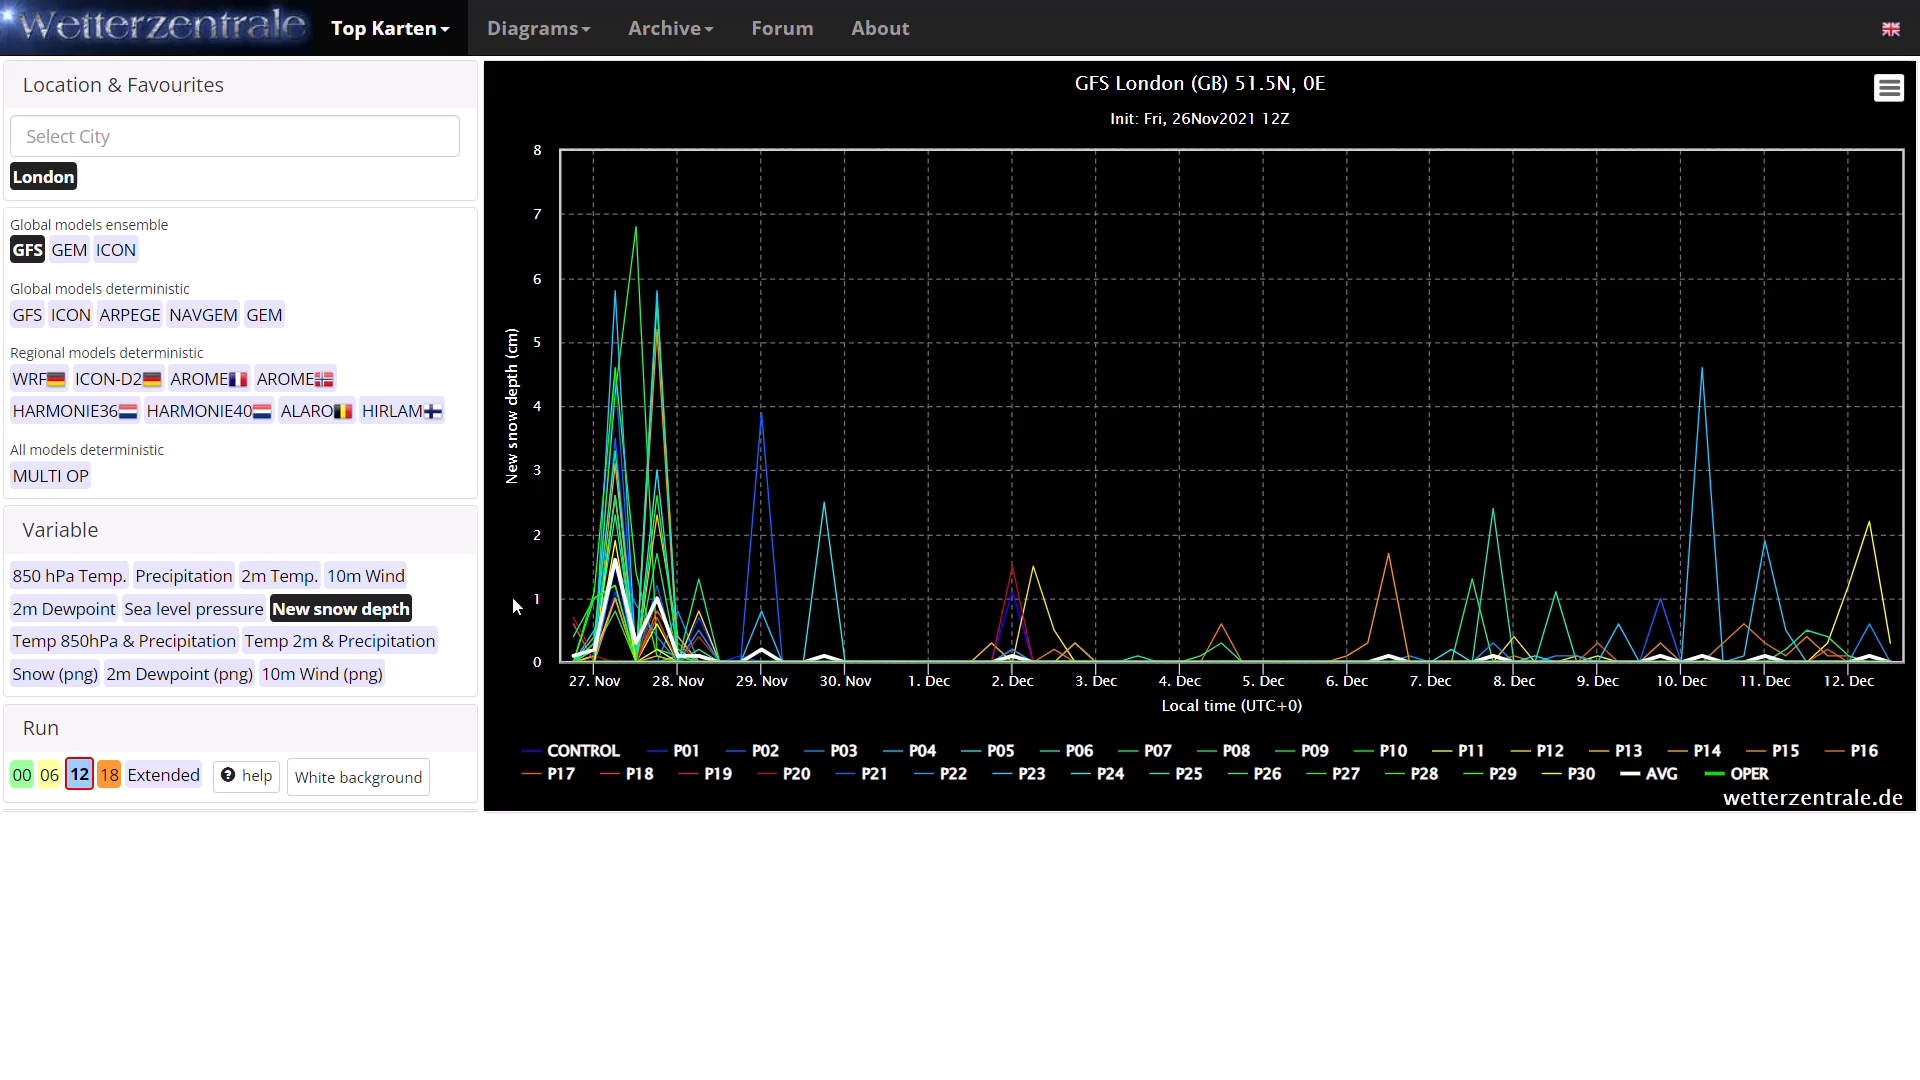 Wetterzentrale Top Karten Diagrams Archive Forum About
Location & Favourites
Select City
London
Global models ensemble
GFS GEM ICON
Global models deterministic
GFS ICON ARPEGE NAVGEM GEM
Regional models deterministic
WRF ICON-D2 AROME AROME
HARMONIE36 HARMONIE40 ALARO HIRLAM
All models deterministic
MULTI OP
Variable
850 hPa Temp. Precipitation 2m Temp. 10m Wind
2m Dewpoint Sea level pressure New snow depth
Temp 850hPa & Precipitation Temp 2m & Precipitation
Snow (png) 2m Dewpoint (png) 10m Wind (png)
Run
00 06 12 18 Extended help White background
GFS London (GB) 51.5N, 0E
Init: Fri, 26Nov2021 12Z
New snow depth (cm)
8
7
6
5
4
3
2
1
0
27. Nov 28. Nov 29. Nov 30. Nov 1. Dec 2. Dec 3. Dec 4. Dec 5. Dec 6. Dec 7. Dec 8. Dec 9. Dec 10. Dec 11. Dec 12. Dec
Local time (UTC+0)
CONTROL P01 P02 P03 P04 P05 P06 P07 P08 P09 P10 P11 P12 P13 P14 P15 P16
P17 P18 P19 P20 P21 P22 P23 P24 P25 P26 P27 P28 P29 P30 AVG OPER
wetterzentrale.de